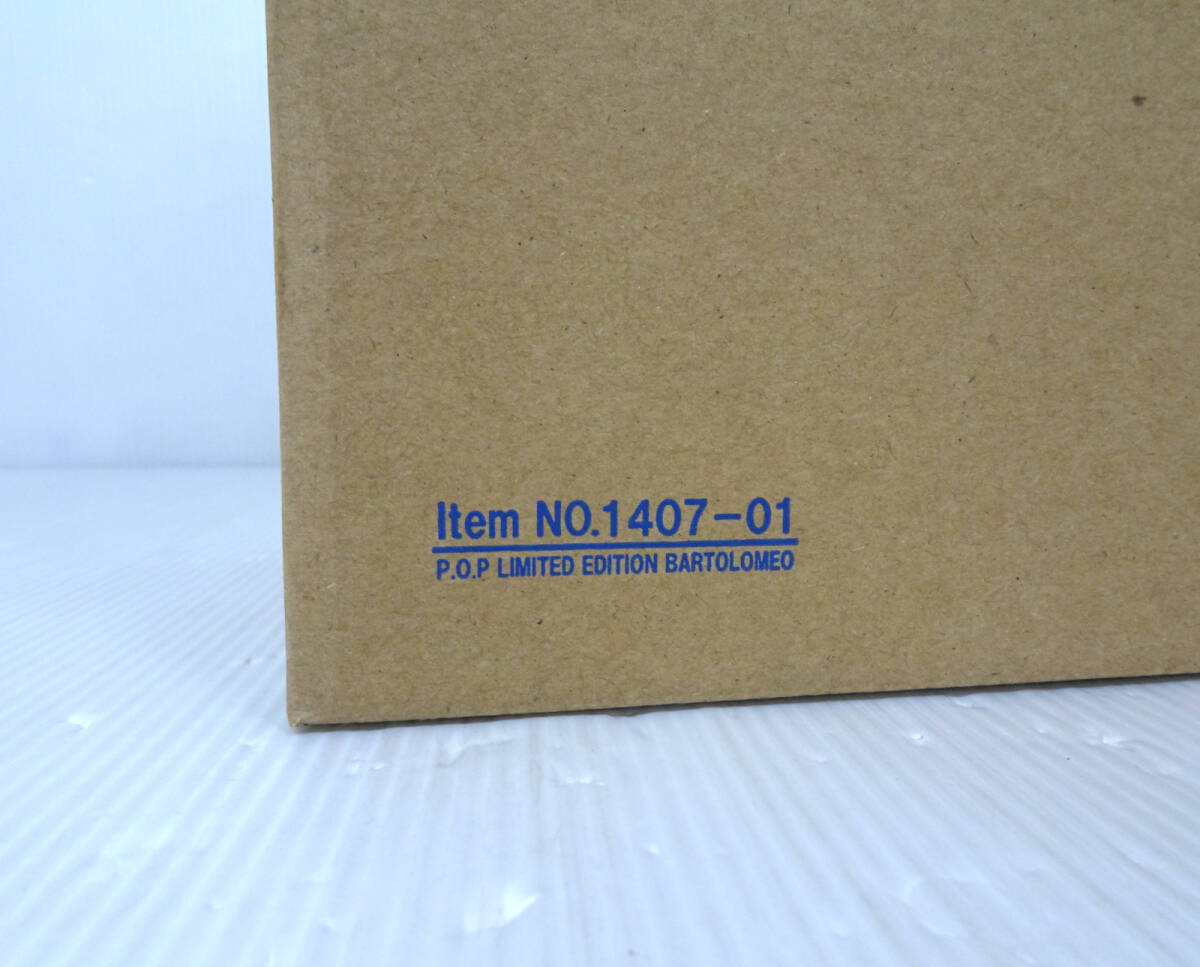 Item NO.1407-01
P.O.P LIMITED EDITION BARTOLOMEO